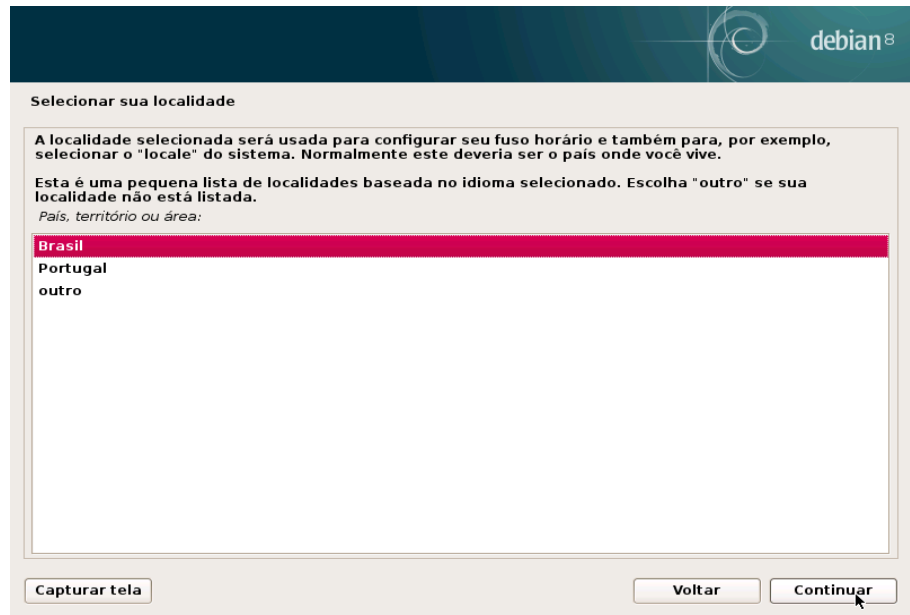 debian 8
Selecionar sua localidade
A localidade selecionada será usada para configurar seu fuso horário e também para, por exemplo,
selecionar o "locale" do sistema. Normalmente este deveria ser o país onde você vive.
Esta é uma pequena lista de localidades baseada no idioma selecionado. Escolha "outro" se sua
localidade não está listada.
País, território ou área:
Brasil
Portugal
outro
Capturar tela Voltar Continuar